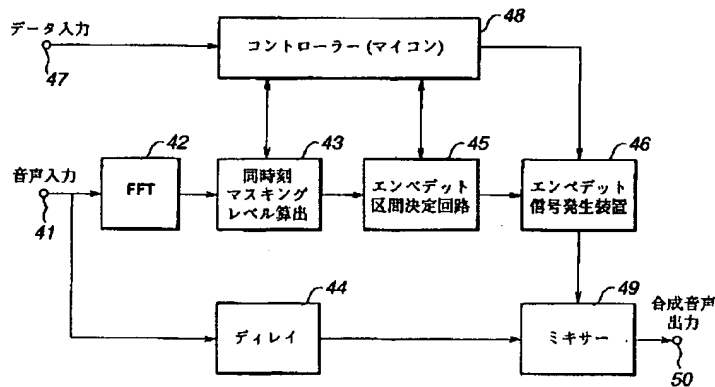 48
データ入力
コントローラー(マイコン)
47
42
43
45
46
音声入力
FFT
同時刻
マスキング
レベル算出
エンベデット
区間決定回路
エンベデット
信号発生装置
41
44
49
合成音声
出力
ディレイ
ミキサー
50